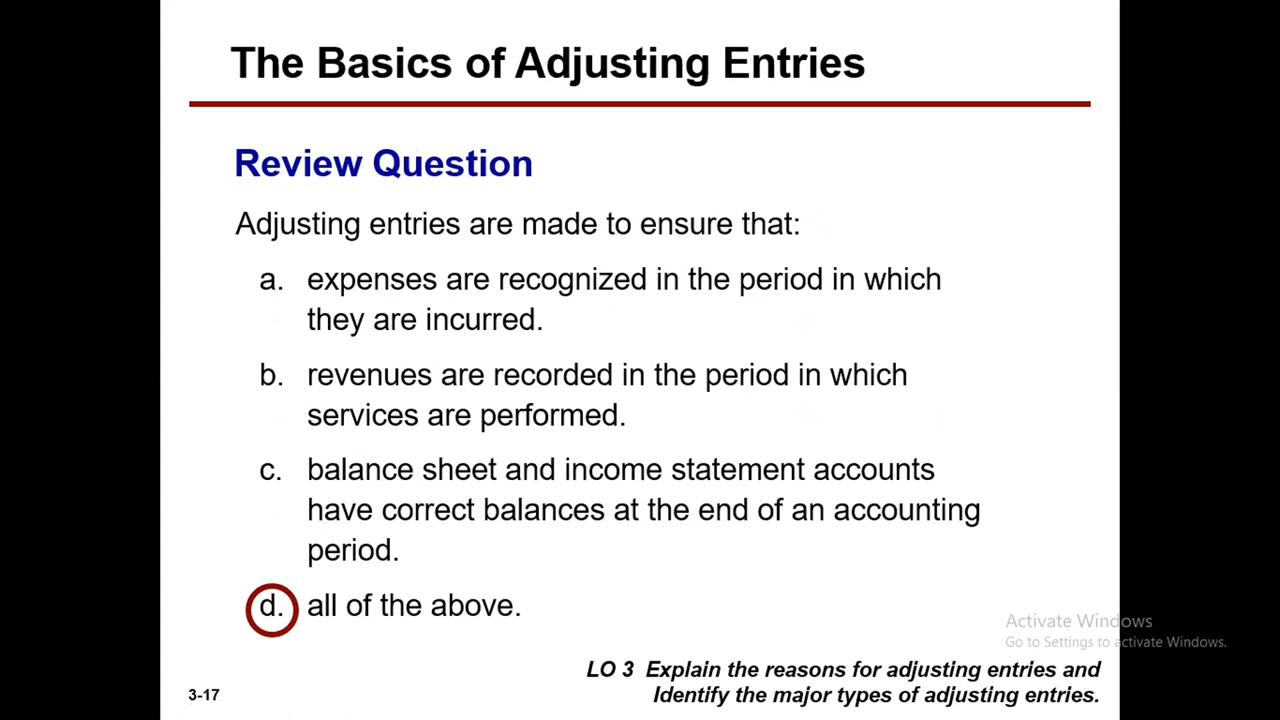 The Basics of Adjusting Entries
Review Question
Adjusting entries are made to ensure that:
a. expenses are recognized in the period in which
they are incurred.
b. revenues are recorded in the period in which
services are performed.
c. balance sheet and income statement accounts
have correct balances at the end of an accounting
period.
d. all of the above.
Activate Windows
Go to Settings to activate Windows.
LO 3 Explain the reasons for adjusting entries and
Identify the major types of adjusting entries.
3-17